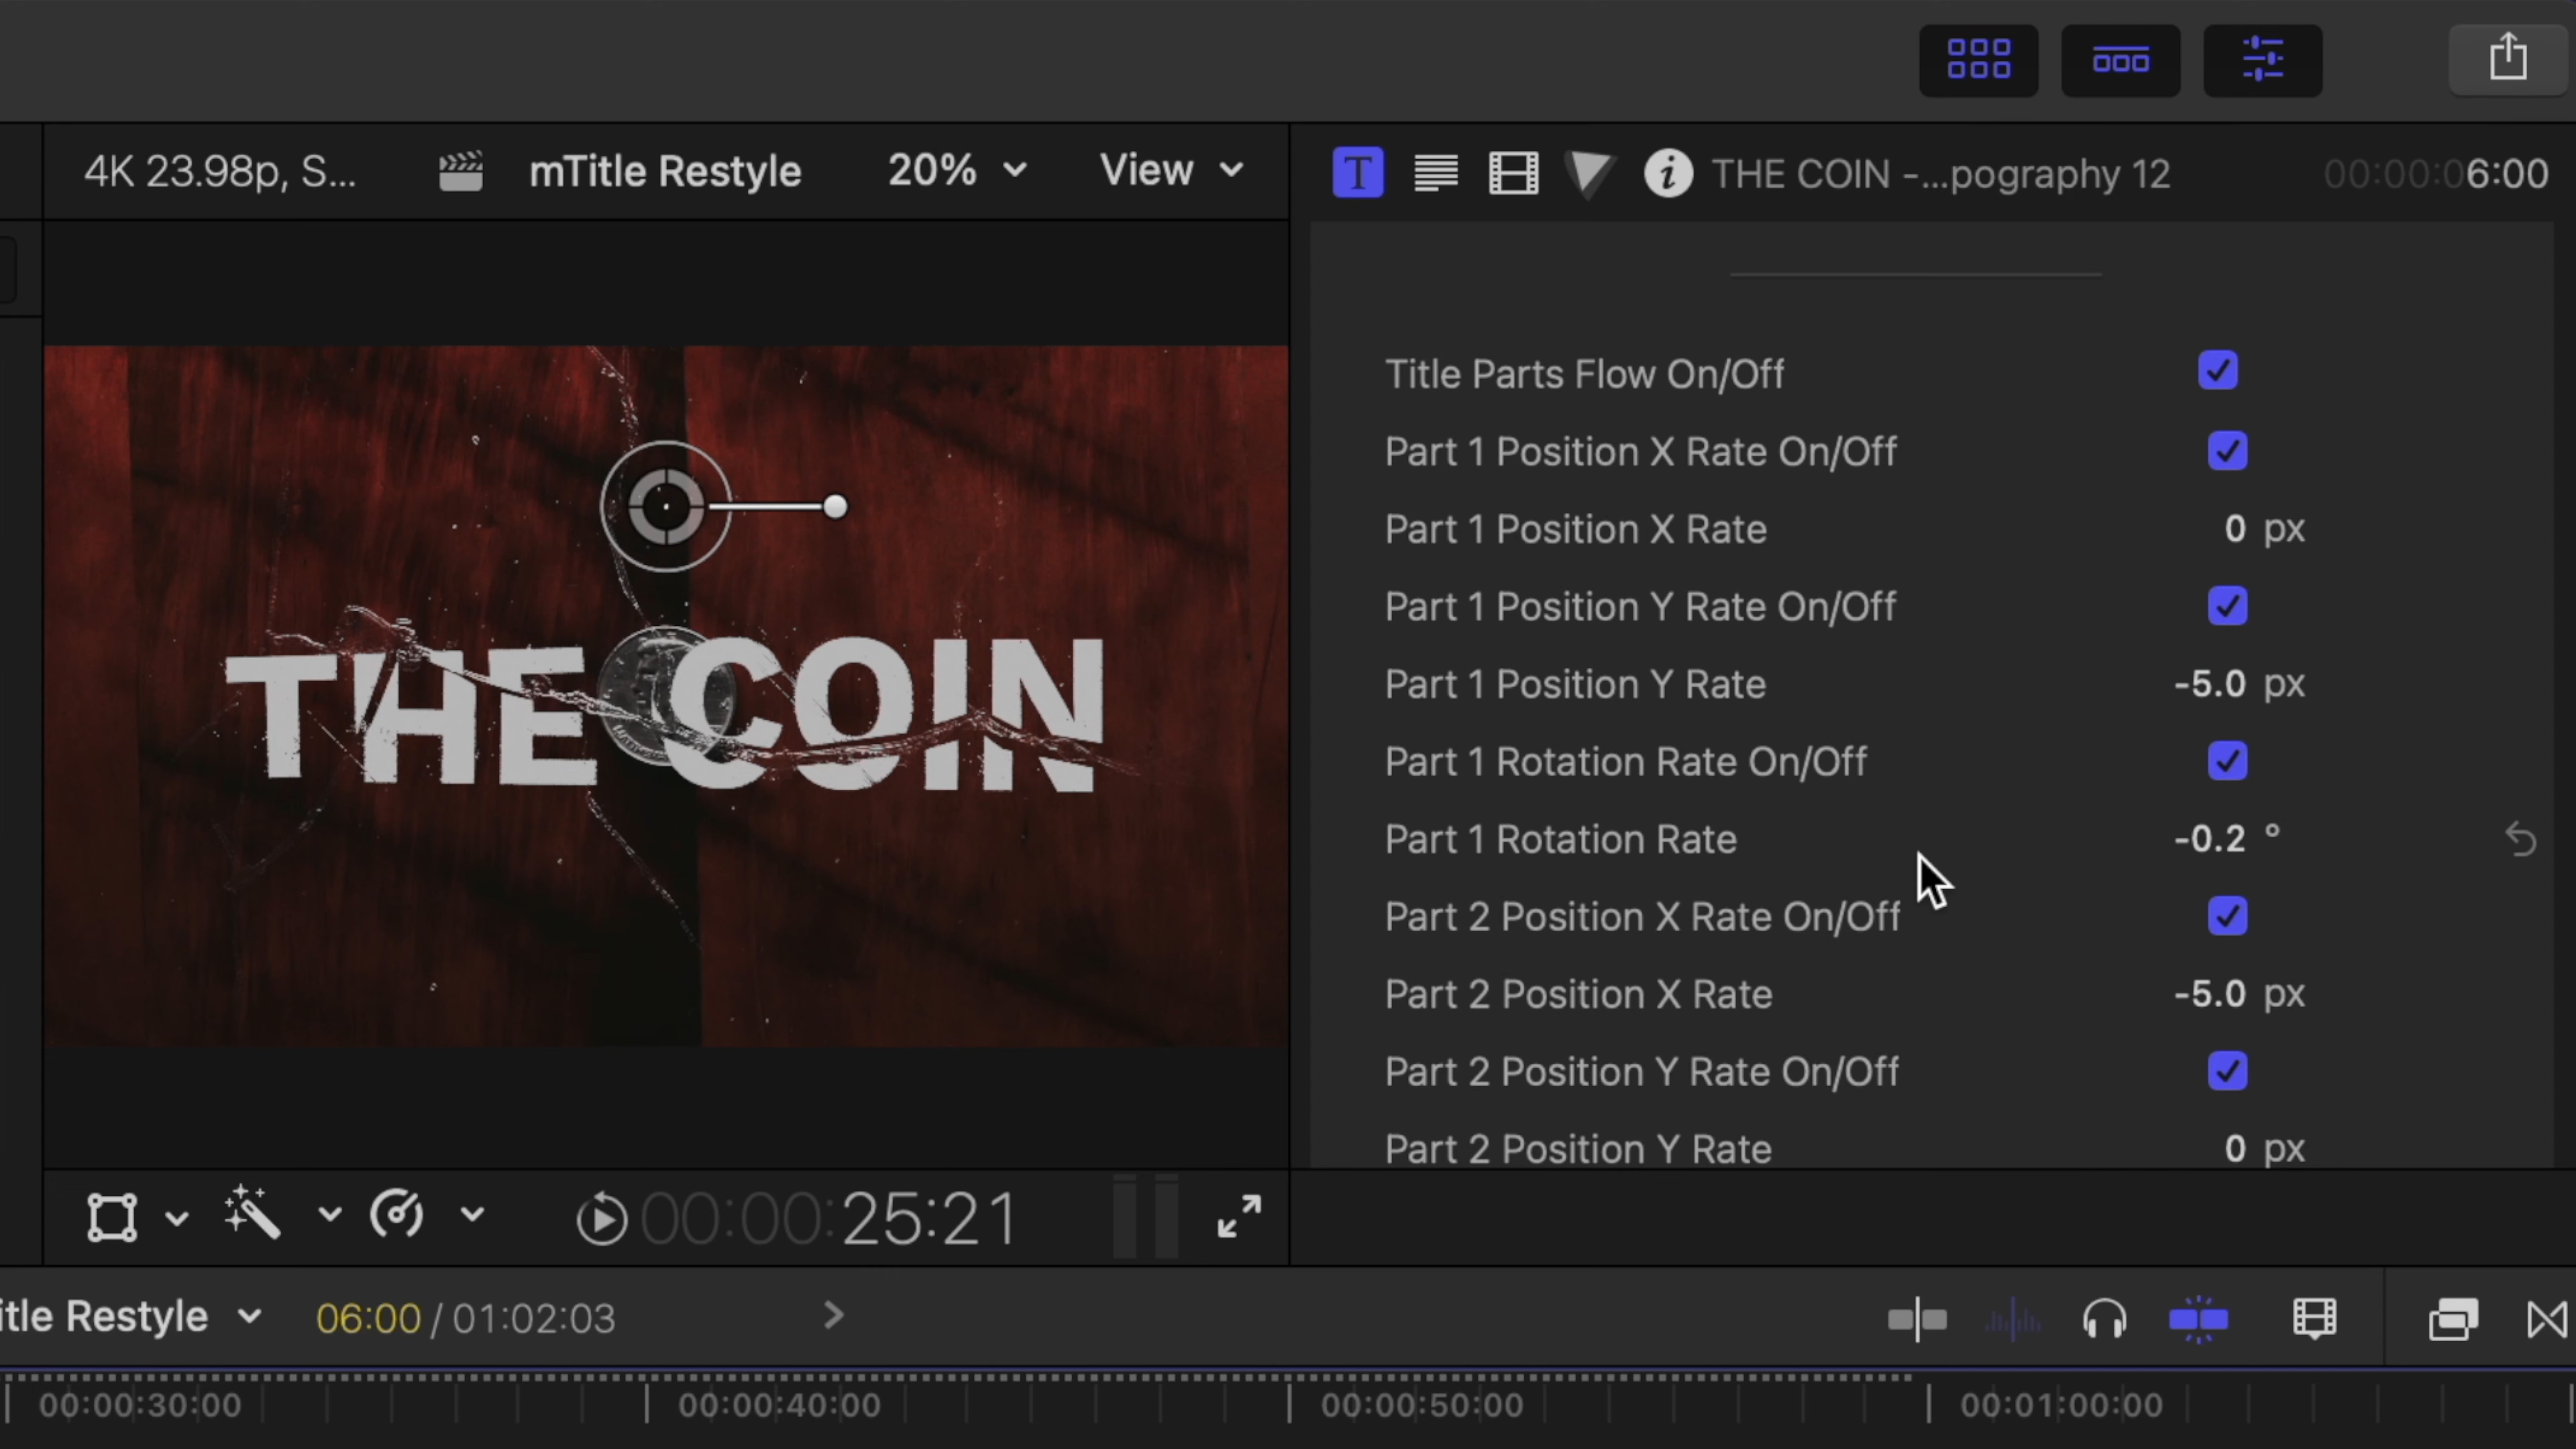 4K 23.98p, S...
mTitle Restyle
20%
View
T
i
THE COIN -...pography 12
00:00:06:00
THE COIN
Title Parts Flow On/Off
Part 1 Position X Rate On/Off
Part 1 Position X Rate 0 px
Part 1 Position Y Rate On/Off
Part 1 Position Y Rate -5.0 px
Part 1 Rotation Rate On/Off
Part 1 Rotation Rate -0.2 °
Part 2 Position X Rate On/Off
Part 2 Position X Rate -5.0 px
Part 2 Position Y Rate On/Off
Part 2 Position Y Rate 0 px
00:00:25:21
itle Restyle
06:00 / 01:02:03
00:00:30:00
00:00:40:00
00:00:50:00
00:01:00:00